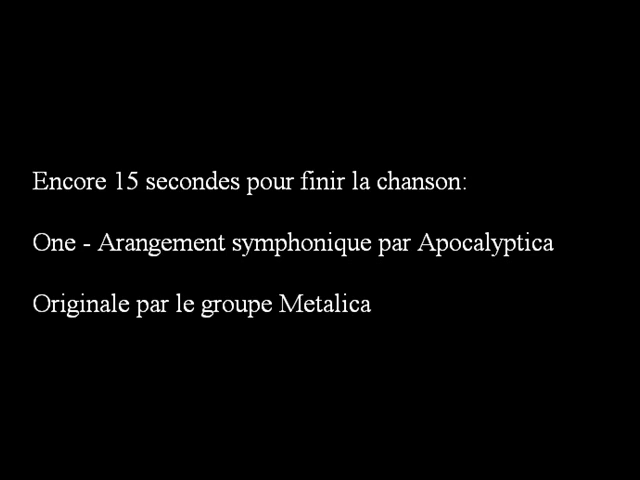 Encore 15 secondes pour finir la chanson:
One - Arangement symphonique par Apocalyptica
Originale par le groupe Metalica